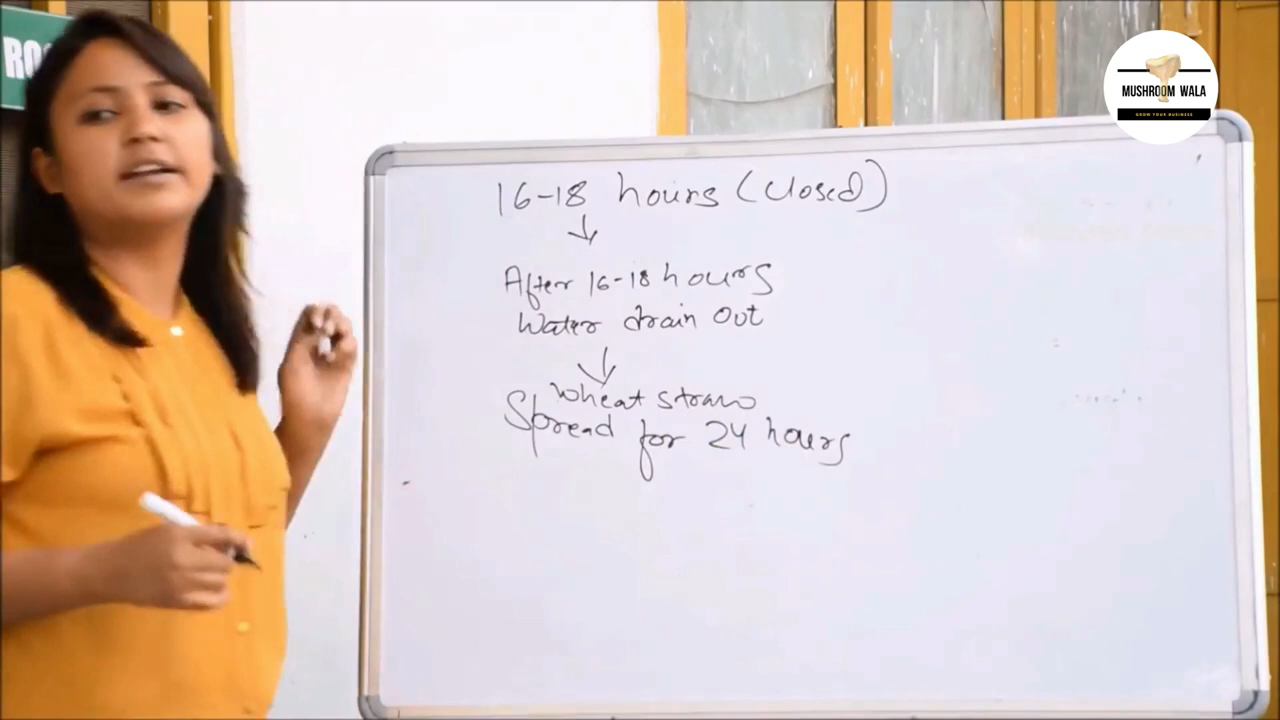 RO
MUSHROOM WALA
GROW YOUR BUSINESS
16-18 hours (Closed)
After 16-18 hours
Water drain Out
Wheat straw
Spread for 24 hours